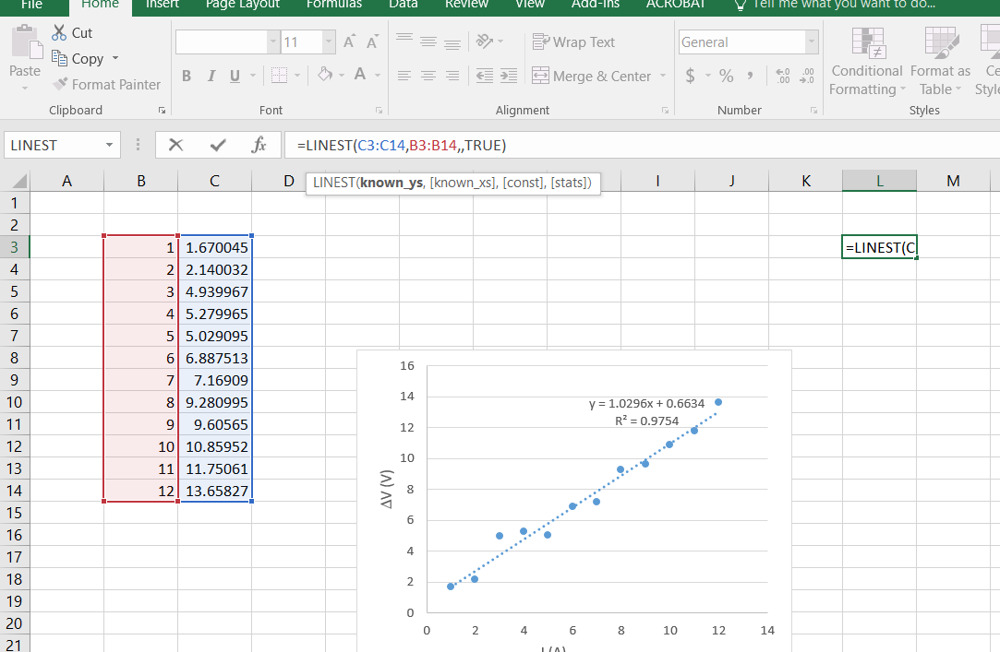 File Home Insert Page Layout Formulas Data Review View Add-Ins ACROBAT Tell me what you want to do...
Cut
Copy
Format Painter
Paste
Clipboard
11 A A
B I U A
Font
Wrap Text
Merge & Center
Alignment
General
$ % , .0 .00 .00 .0
Number
Conditional Formatting
Format as Table
Styles
LINEST fx =LINEST(C3:C14,B3:B14,,TRUE)
LINEST(known_ys, [known_xs], [const], [stats])
A B C D I J K L M
1
2
3 1 1.670045 =LINEST(C
4 2 2.140032
5 3 4.939967
6 4 5.279965
7 5 5.029095
8 6 6.887513
9 7 7.16909
10 8 9.280995
11 9 9.60565
12 10 10.85952
13 11 11.75061
14 12 13.65827
15
16
17
18
19
20
21
16
14
12
10
8
6
4
2
0
ΔV (V)
y = 1.0296x + 0.6634
R² = 0.9754
0 2 4 6 8 10 12 14
I (A)